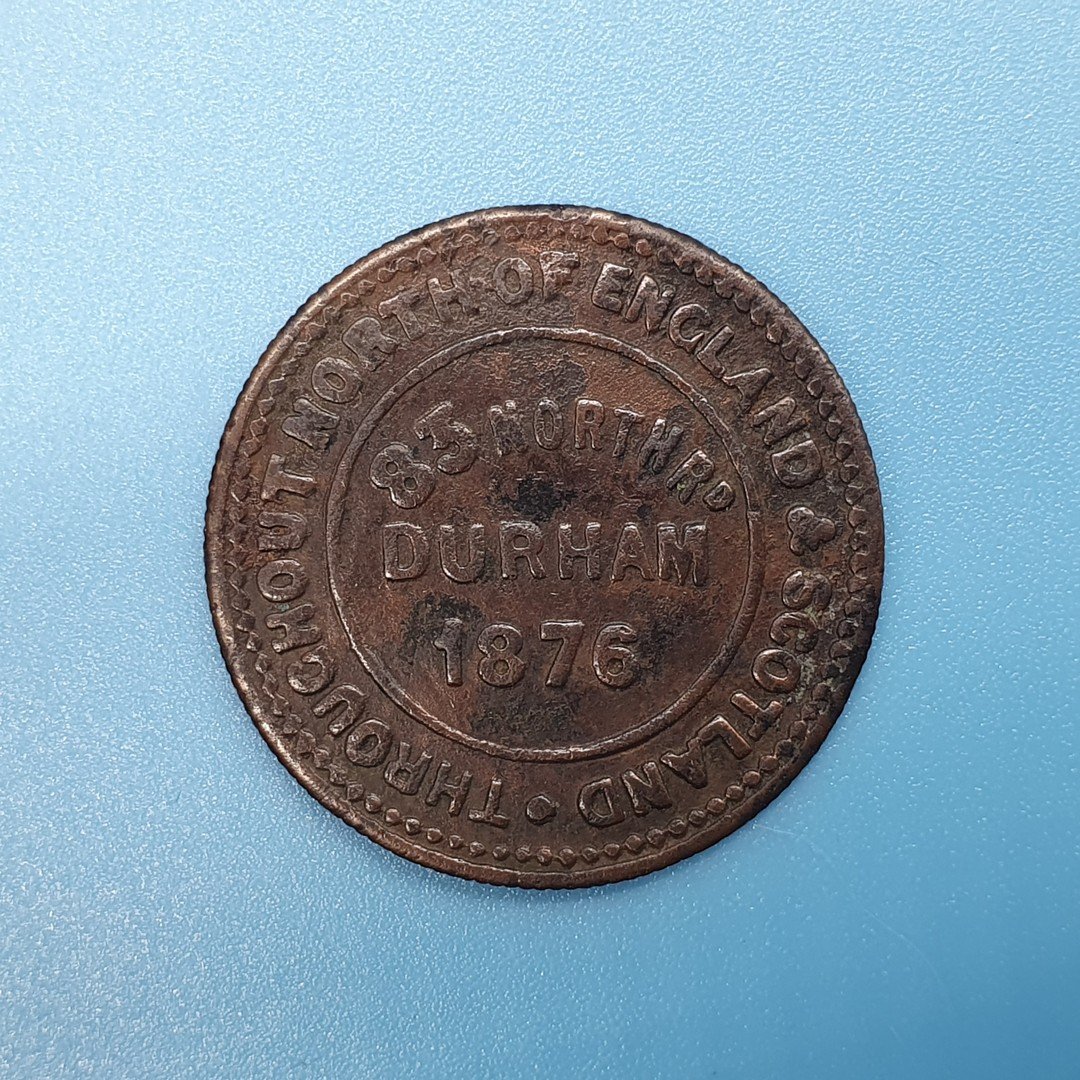 THROUGHOUT NORTH OF ENGLAND & SCOTLAND
83 NORTH RD
DURHAM
1876